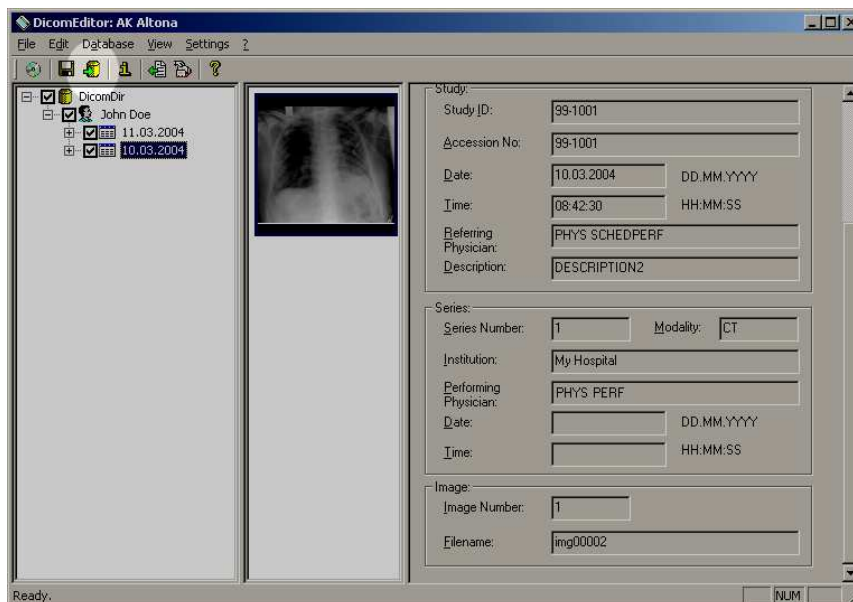 DicomEditor: AK Altona
File Edit Database View Settings ?
DicomDir
John Doe
11.03.2004
10.03.2004
Study:
Study ID: 99-1001
Accession No: 99-1001
Date: 10.03.2004 DD.MM.YYYY
Time: 08:42:30 HH:MM:SS
Referring Physician: PHYS SCHEDPERF
Description: DESCRIPTION2
Series:
Series Number: 1 Modality: CT
Institution: My Hospital
Performing Physician: PHYS PERF
Date: DD.MM.YYYY
Time: HH:MM:SS
Image:
Image Number: 1
Filename: img00002
Ready. NUM